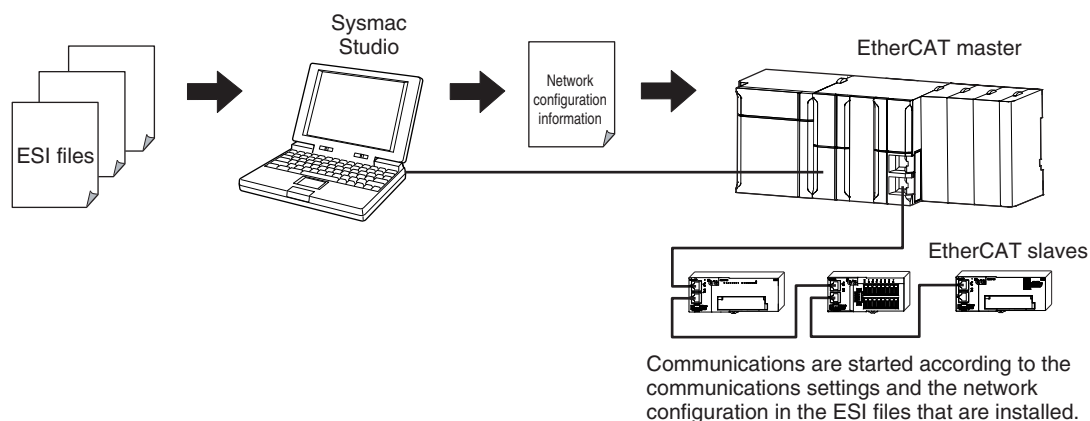 Sysmac
Studio
EtherCAT master
Network
configuration
information
ESI files
EtherCAT slaves
Communications are started according to the
communications settings and the network
configuration in the ESI files that are installed.